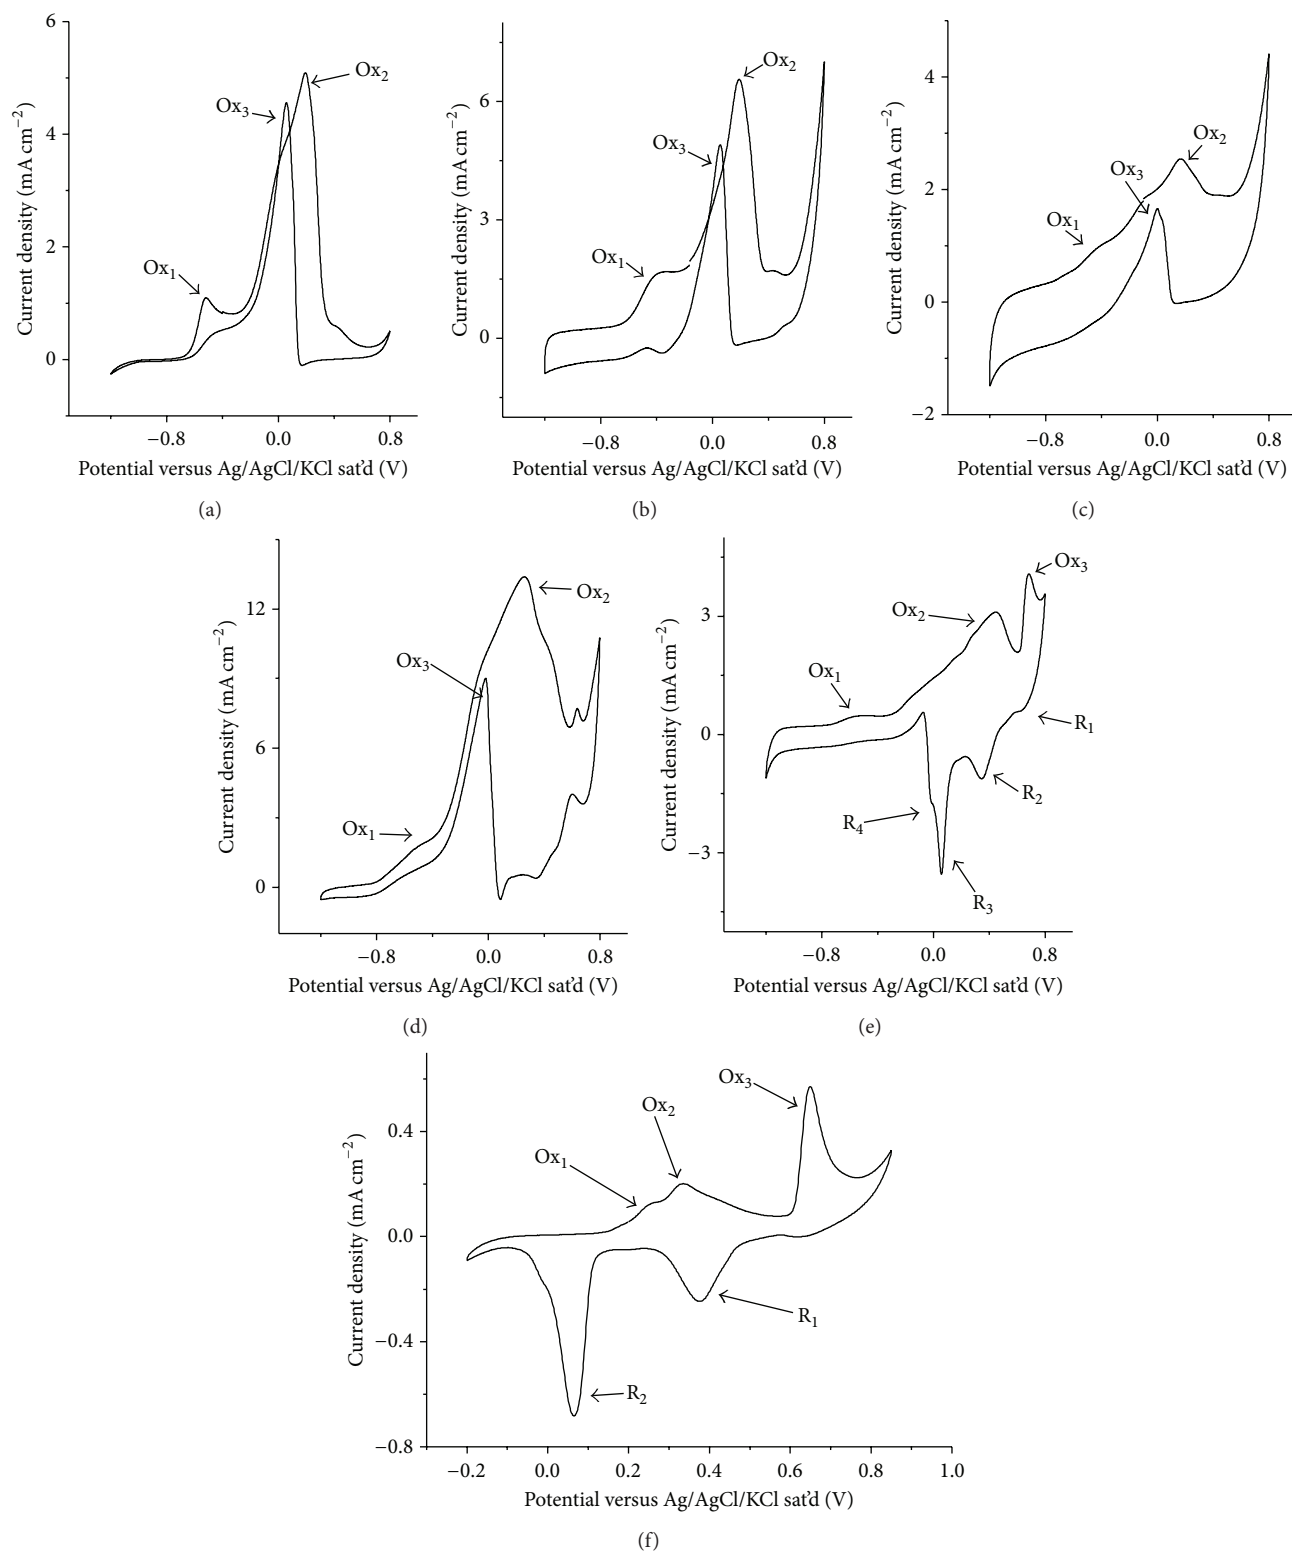 6
4
2
0
Current density (mA cm⁻²)
Ox₁
Ox₃
Ox₂
−0.8
0.0
0.8
Potential versus Ag/AgCl/KCl sat'd (V)
(a)
6
3
0
Current density (mA cm⁻²)
Ox₁
Ox₃
Ox₂
−0.8
0.0
0.8
Potential versus Ag/AgCl/KCl sat'd (V)
(b)
4
2
0
−2
Current density (mA cm⁻²)
Ox₁
Ox₃
Ox₂
−0.8
0.0
0.8
Potential versus Ag/AgCl/KCl sat'd (V)
(c)
12
6
0
Current density (mA cm⁻²)
Ox₁
Ox₃
Ox₂
−0.8
0.0
0.8
Potential versus Ag/AgCl/KCl sat'd (V)
(d)
3
0
−3
Current density (mA cm⁻²)
Ox₁
Ox₂
Ox₃
R₁
R₂
R₃
R₄
−0.8
0.0
0.8
Potential versus Ag/AgCl/KCl sat'd (V)
(e)
0.4
0.0
−0.4
−0.8
Current density (mA cm⁻²)
Ox₁
Ox₂
Ox₃
R₁
R₂
−0.2
0.0
0.2
0.4
0.6
0.8
1.0
Potential versus Ag/AgCl/KCl sat'd (V)
(f)